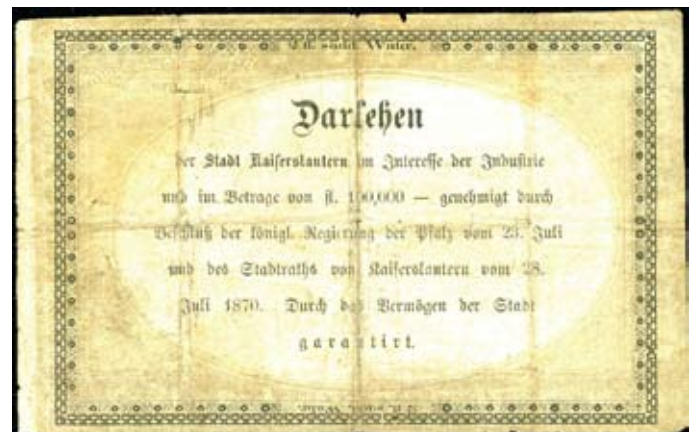 Darlehen
der Stadt Kaiserslautern im Interesse der Industrie
und im Betrage von fl. 100,000 — genehmigt durch
Beschluß der königl. Regierung der Pfalz vom 23. Juli
und des Stadtraths von Kaiserslautern vom 28.
Juli 1870. Durch das Vermögen der Stadt
garantirt.